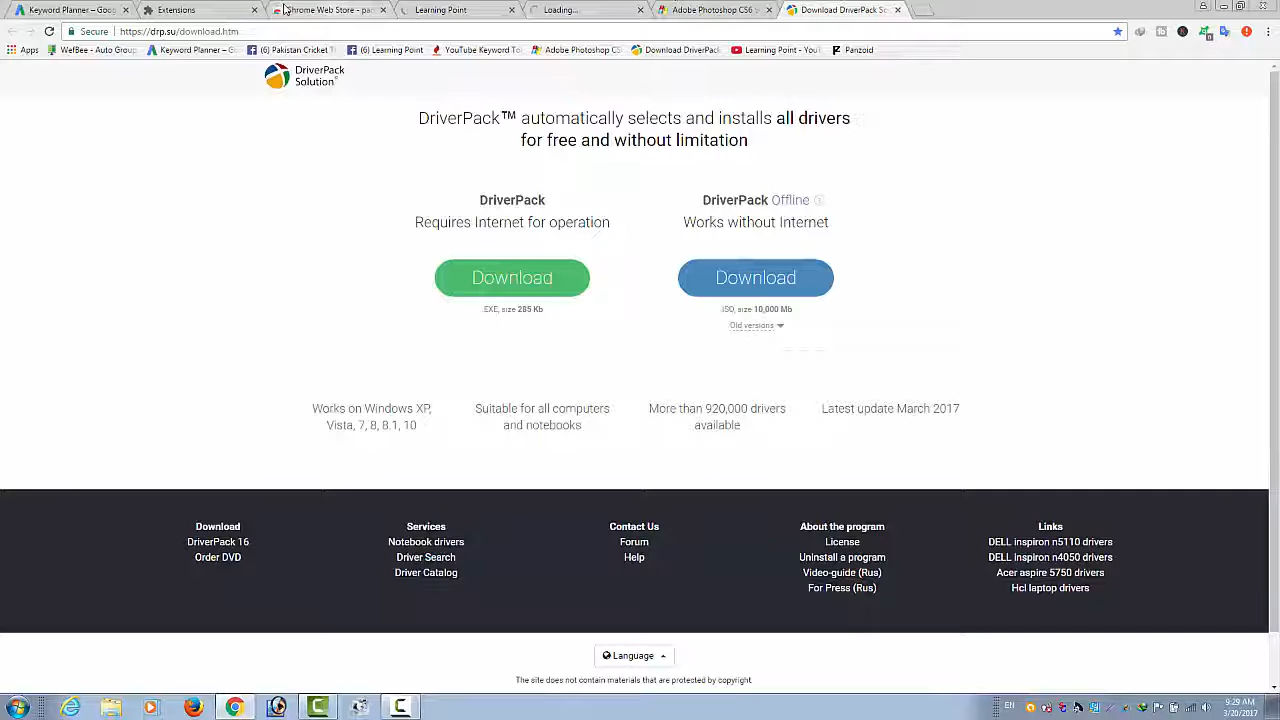 Keyword Planner – Goog
Extensions
Chrome Web Store - pan
Learning Point
Loading...
Adobe Photoshop CS6
Download DriverPack So
Secure
https://drp.su/download.htm
Apps
WefBee - Auto Group
Keyword Planner – G
(6) Pakistan Cricket T
(6) Learning Point
YouTube Keyword To
Adobe Photoshop CS
Download DriverPack
Learning Point - You
Panzoid
DriverPack
Solution
DriverPack™ automatically selects and installs all drivers
for free and without limitation
DriverPack
Requires Internet for operation
Download
.EXE, size 285 Kb
DriverPack Offline
Works without Internet
Download
.ISO, size 10,000 Mb
Old versions
Works on Windows XP,
Vista, 7, 8, 8.1, 10
Suitable for all computers
and notebooks
More than 920,000 drivers
available
Latest update March 2017
Download
DriverPack 16
Order DVD
Services
Notebook drivers
Driver Search
Driver Catalog
Contact Us
Forum
Help
About the program
License
Uninstall a program
Video-guide (Rus)
For Press (Rus)
Links
DELL inspiron n5110 drivers
DELL inspiron n4050 drivers
Acer aspire 5750 drivers
Hcl laptop drivers
Language
The site does not contain materials that are protected by copyright.
EN
9:29 AM
3/20/2017